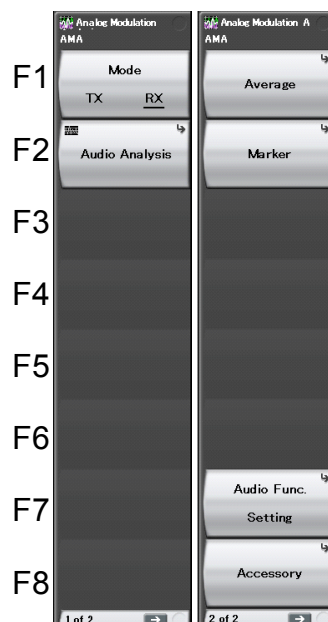 Analog Modulation
AMA
F1
Mode
TX RX
F2
Audio Analysis
F3
F4
F5
F6
F7
F8
1 of 2
Analog Modulation A
AMA
Average
Marker
Audio Func.
Setting
Accessory
2 of 2